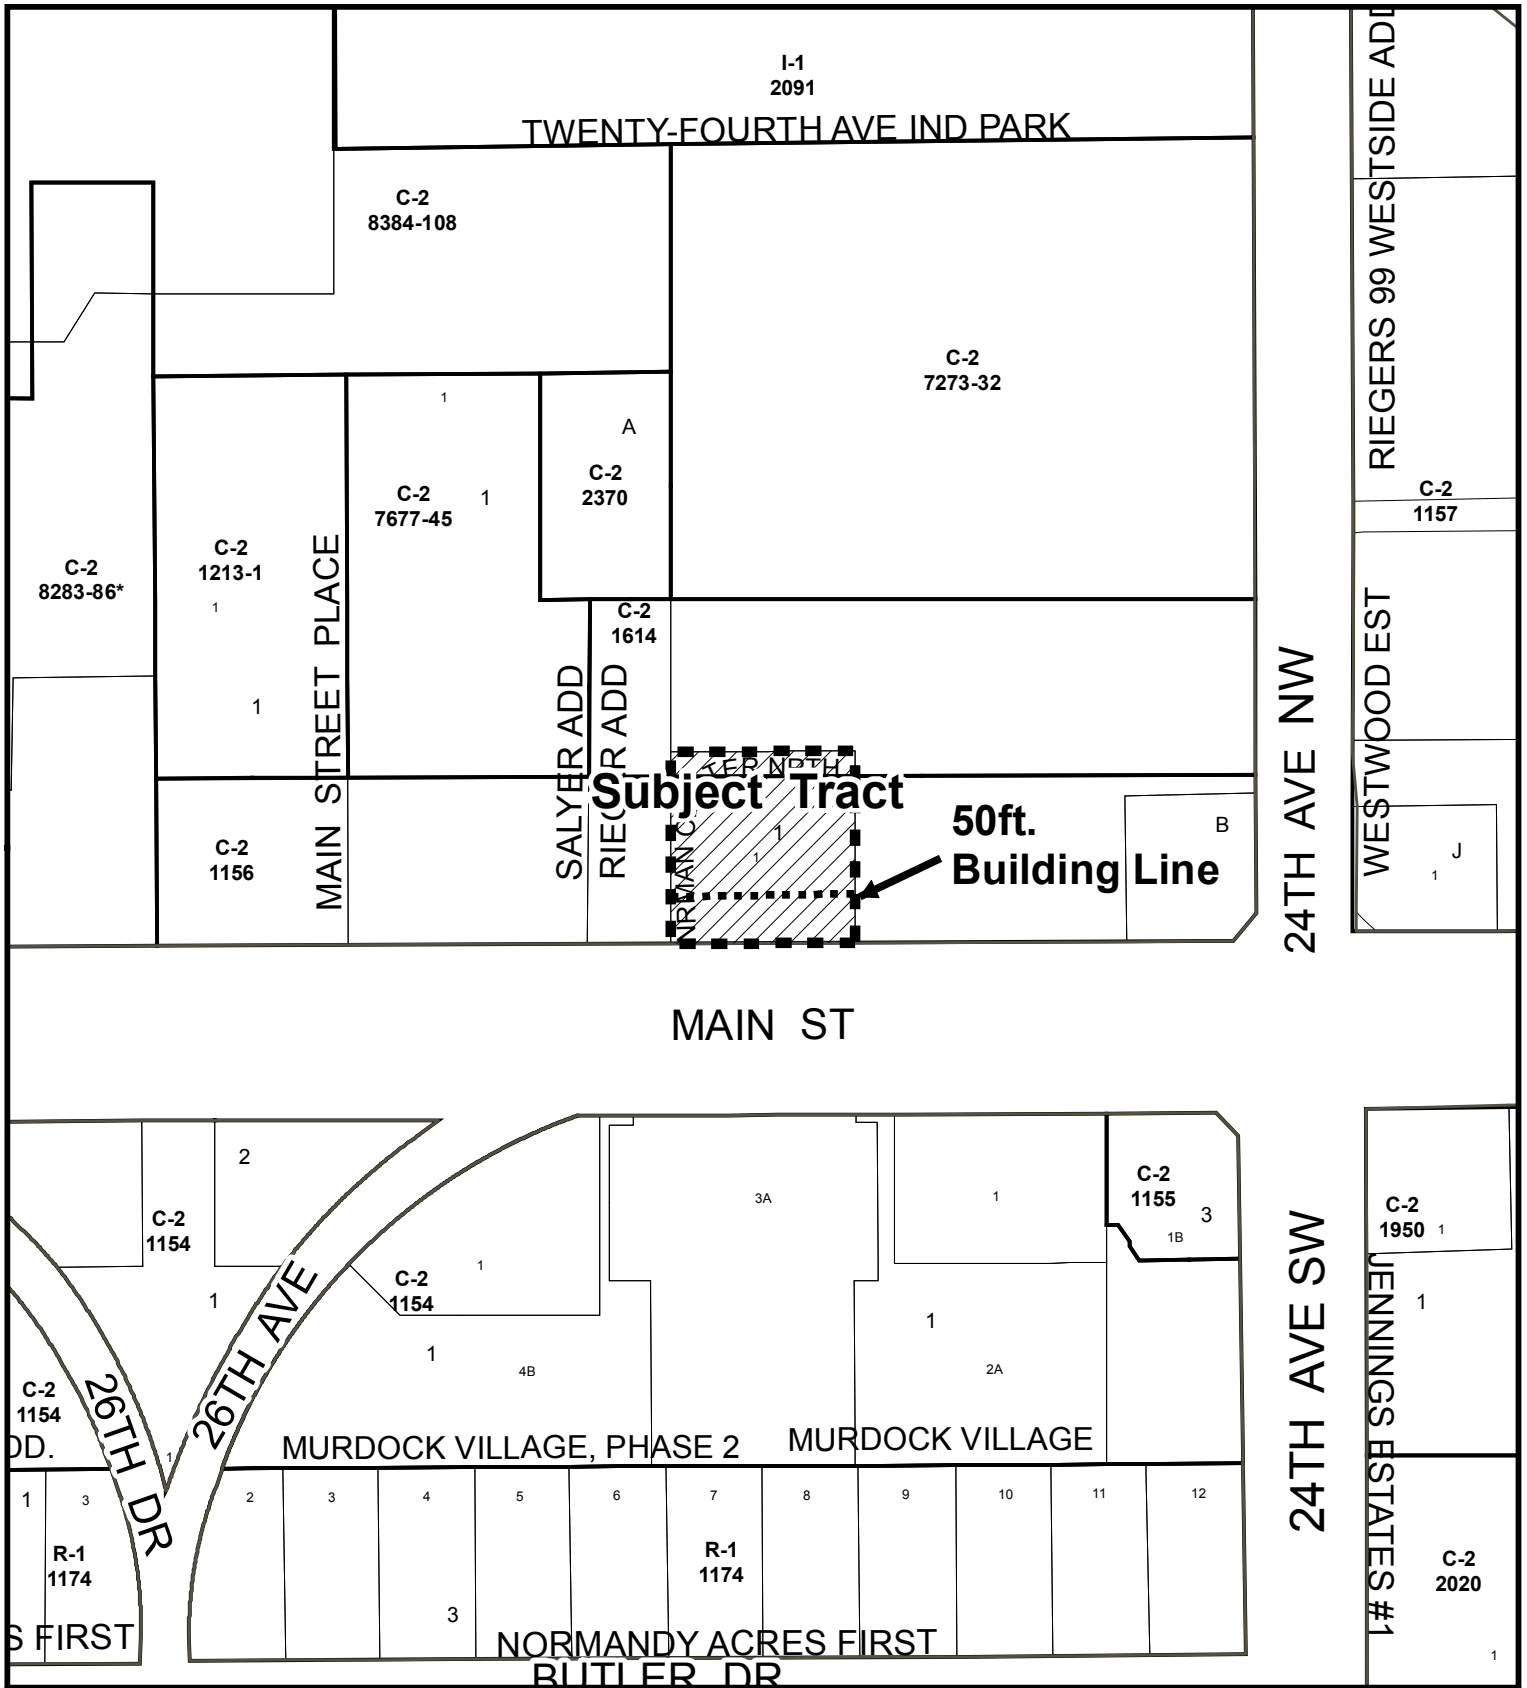 I-1
2091
TWENTY-FOURTH AVE IND PARK
RIEGERS 99 WESTSIDE ADD
C-2
8384-108
C-2
7273-32
1
A
C-2
2370
C-2
7677-45
1
C-2
1157
C-2
1213-1
1
C-2
8283-86*
MAIN STREET PLACE
C-2
1614
SALYER ADD
RIEGER ADD
1
WESTWOOD EST
24TH AVE NW
Subject Tract
50ft.
Building Line
1
1
B
J
1
C-2
1156
MAIN ST
2
C-2
1154
1
3A
1
C-2
1155
3
1B
C-2
1950
1
1
C-2
1154
1
4B
1
2A
1
26TH AVE
26TH DR
24TH AVE SW
JENNINGS ESTATES #1
C-2
1154
DD.
1
MURDOCK VILLAGE, PHASE 2
MURDOCK VILLAGE
1
3
2
3
4
5
6
7
8
9
10
11
12
R-1
1174
R-1
1174
C-2
2020
3
S FIRST
NORMANDY ACRES FIRST
1
BUTLER DR